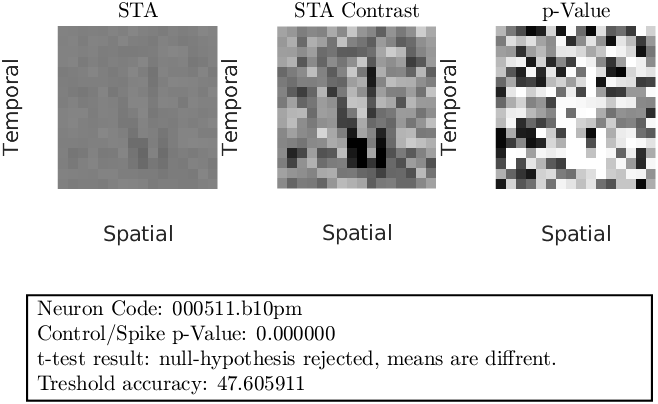 STA STA Contrast p-Value
Temporal Temporal Temporal
Spatial Spatial Spatial
Neuron Code: 000511.b10pm
Control/Spike p-Value: 0.000000
t-test result: null-hypothesis rejected, means are diffrent.
Treshold accuracy: 47.605911